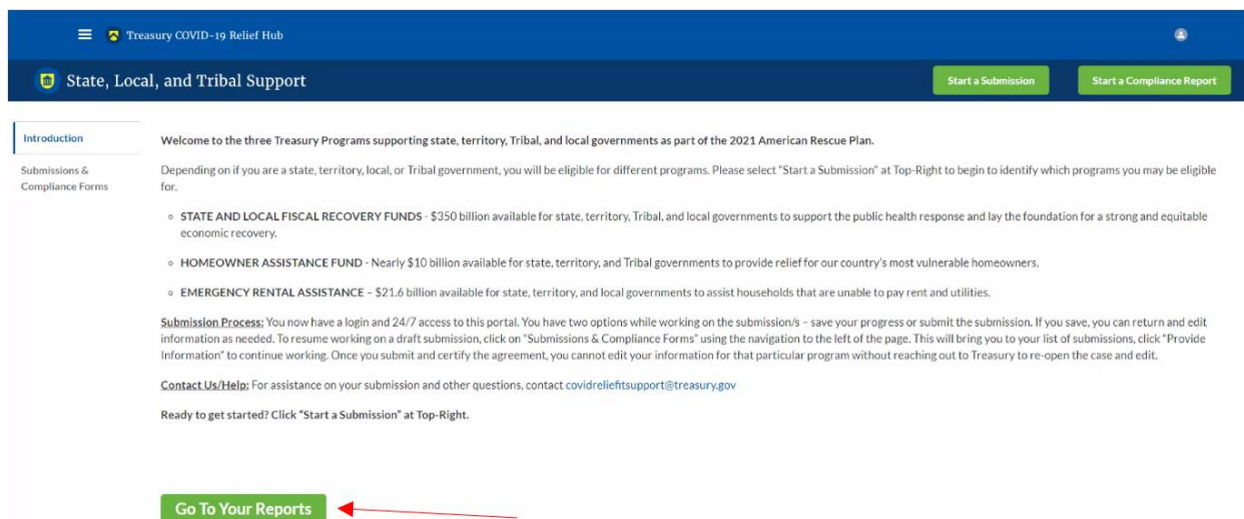 Treasury COVID-19 Relief Hub
State, Local, and Tribal Support
Start a Submission
Start a Compliance Report
Introduction
Submissions &
Compliance Forms
Welcome to the three Treasury Programs supporting state, territory, Tribal, and local governments as part of the 2021 American Rescue Plan.
Depending on if you are a state, territory, local, or Tribal government, you will be eligible for different programs. Please select "Start a Submission" at Top-Right to begin to identify which programs you may be eligible
for.
STATE AND LOCAL FISCAL RECOVERY FUNDS - $350 billion available for state, territory, Tribal, and local governments to support the public health response and lay the foundation for a strong and equitable
economic recovery.
HOMEOWNER ASSISTANCE FUND - Nearly $10 billion available for state, territory, and Tribal governments to provide relief for our country's most vulnerable homeowners.
EMERGENCY RENTAL ASSISTANCE – $21.6 billion available for state, territory, and local governments to assist households that are unable to pay rent and utilities.
Submission Process: You now have a login and 24/7 access to this portal. You have two options while working on the submission/s – save your progress or submit the submission. If you save, you can return and edit
information as needed. To resume working on a draft submission, click on "Submissions & Compliance Forms" using the navigation to the left of the page. This will bring you to your list of submissions, click "Provide
Information" to continue working. Once you submit and certify the agreement, you cannot edit your information for that particular program without reaching out to Treasury to re-open the case and edit.
Contact Us/Help: For assistance on your submission and other questions, contact covidreliefitsupport@treasury.gov
Ready to get started? Click "Start a Submission" at Top-Right.
Go To Your Reports